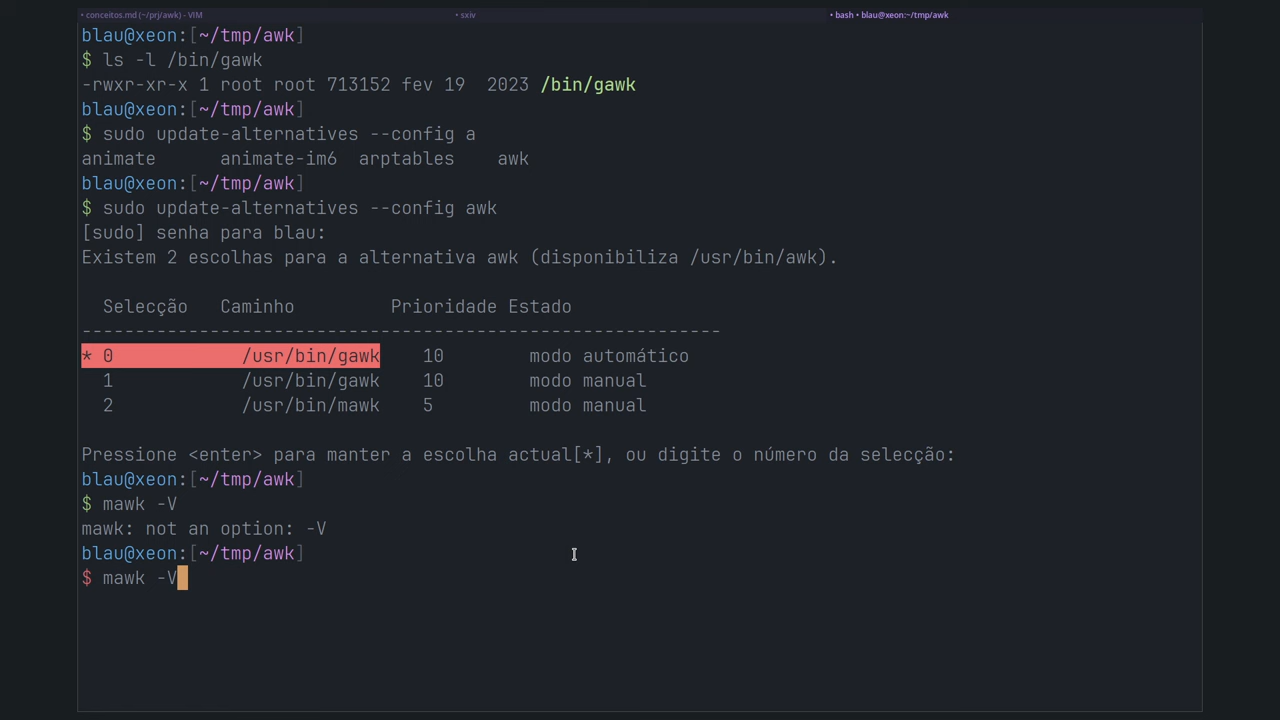 • conceitos.md (~/prj/awk) - VIM • sxiv • bash • blau@xeon:~/tmp/awk
blau@xeon:[~/tmp/awk]
$ ls -l /bin/gawk
-rwxr-xr-x 1 root root 713152 fev 19  2023 /bin/gawk
blau@xeon:[~/tmp/awk]
$ sudo update-alternatives --config a
animate      animate-im6  arptables    awk
blau@xeon:[~/tmp/awk]
$ sudo update-alternatives --config awk
[sudo] senha para blau:
Existem 2 escolhas para a alternativa awk (disponibiliza /usr/bin/awk).
  Selecção   Caminho         Prioridade Estado
------------------------------------------------------------
* 0            /usr/bin/gawk    10        modo automático
  1            /usr/bin/gawk    10        modo manual
  2            /usr/bin/mawk    5         modo manual
Pressione <enter> para manter a escolha actual[*], ou digite o número da selecção:
blau@xeon:[~/tmp/awk]
$ mawk -V
mawk: not an option: -V
blau@xeon:[~/tmp/awk]
$ mawk -V